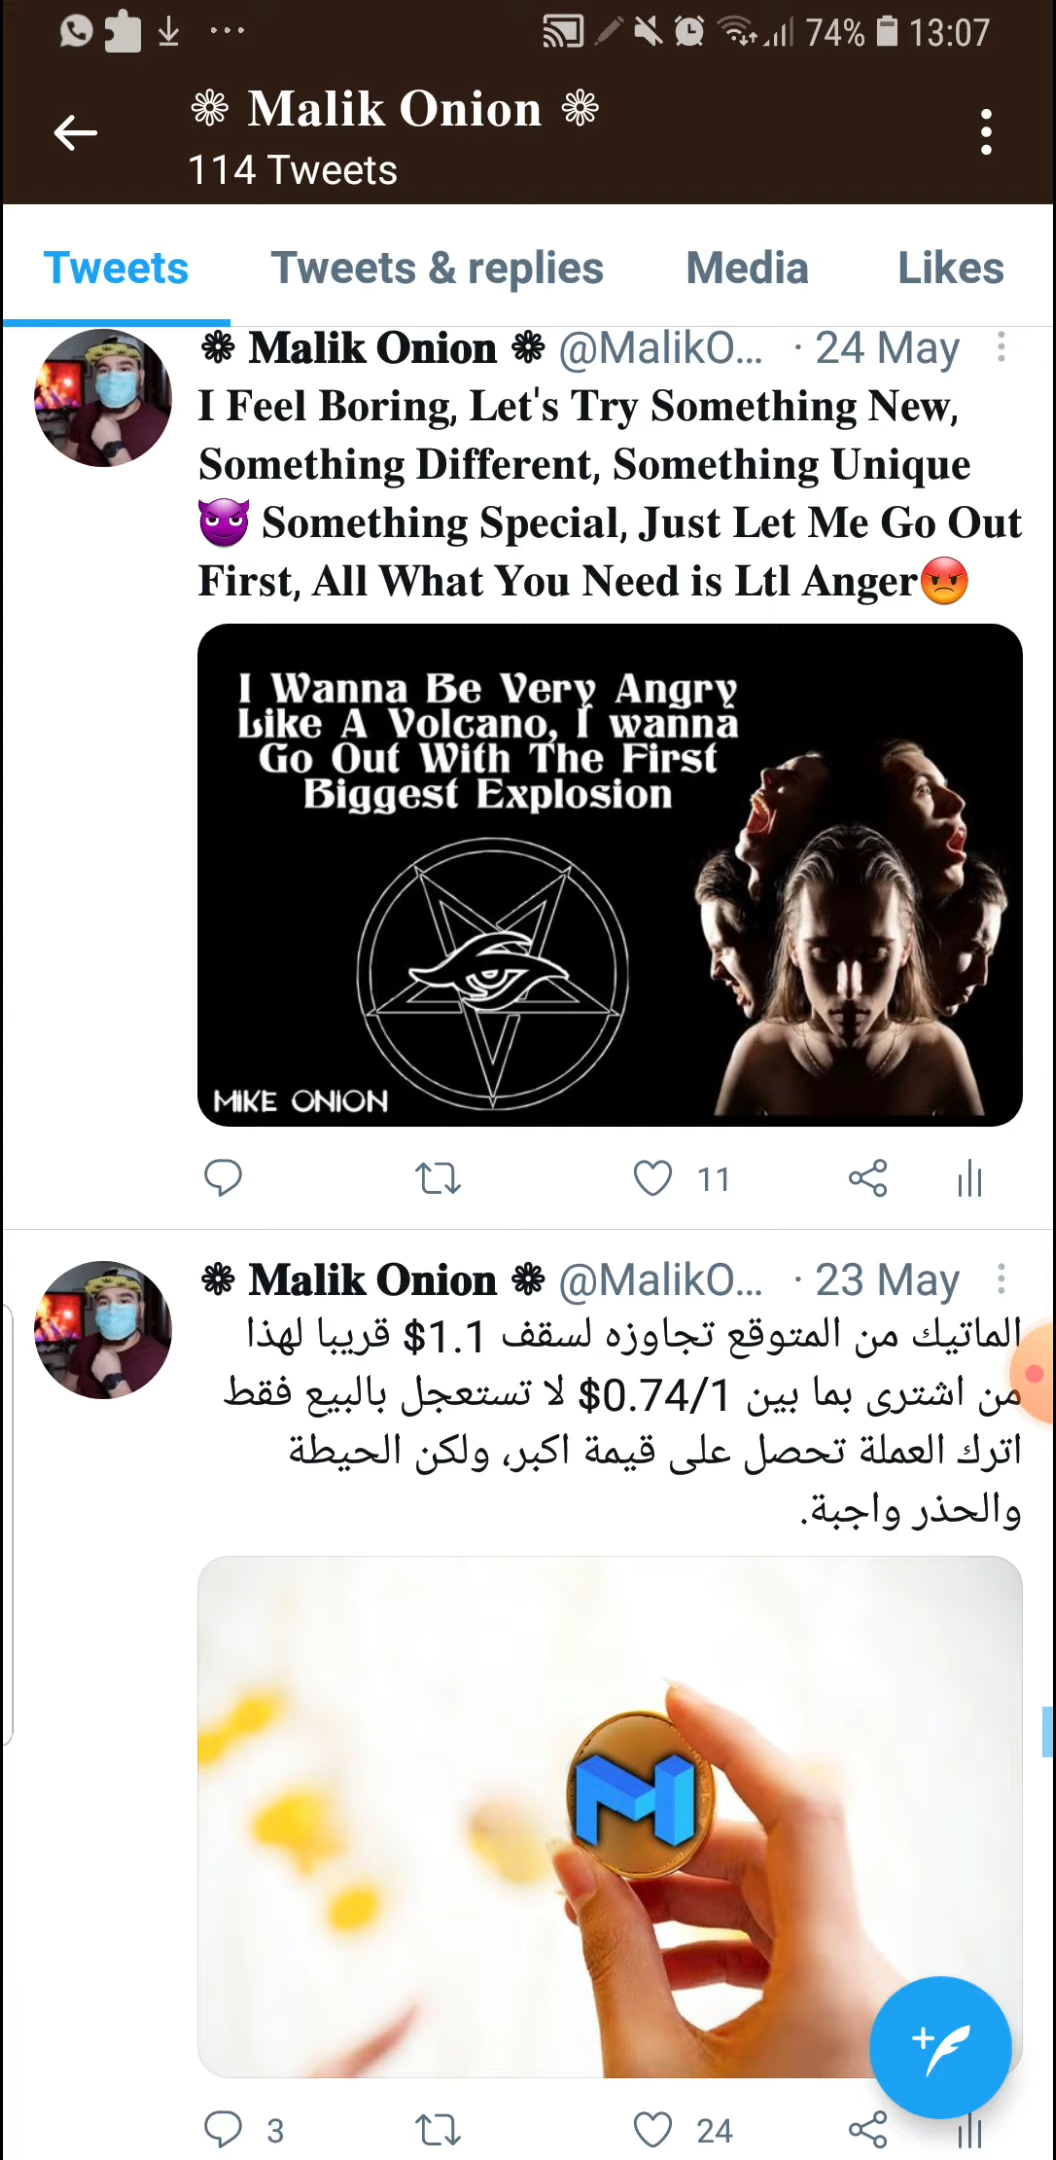 74% 13:07
❁ Malik Onion ❁
114 Tweets
Tweets Tweets & replies Media Likes
❁ Malik Onion ❁ @MalikO... · 24 May
I Feel Boring, Let's Try Something New,
Something Different, Something Unique
😈 Something Special, Just Let Me Go Out
First, All What You Need is Ltl Anger😡
I Wanna Be Very Angry
Like A Volcano, I wanna
Go Out With The First
Biggest Explosion
MIKE ONION
11
❁ Malik Onion ❁ @MalikO... · 23 May
الماتيك من المتوقع تجاوزه لسقف 1.1$ قريبا لهذا
من اشترى بما بين 0.74/1$ لا تستعجل بالبيع فقط
اترك العملة تحصل على قيمة اكبر، ولكن الحيطة
والحذر واجبة.
3 24